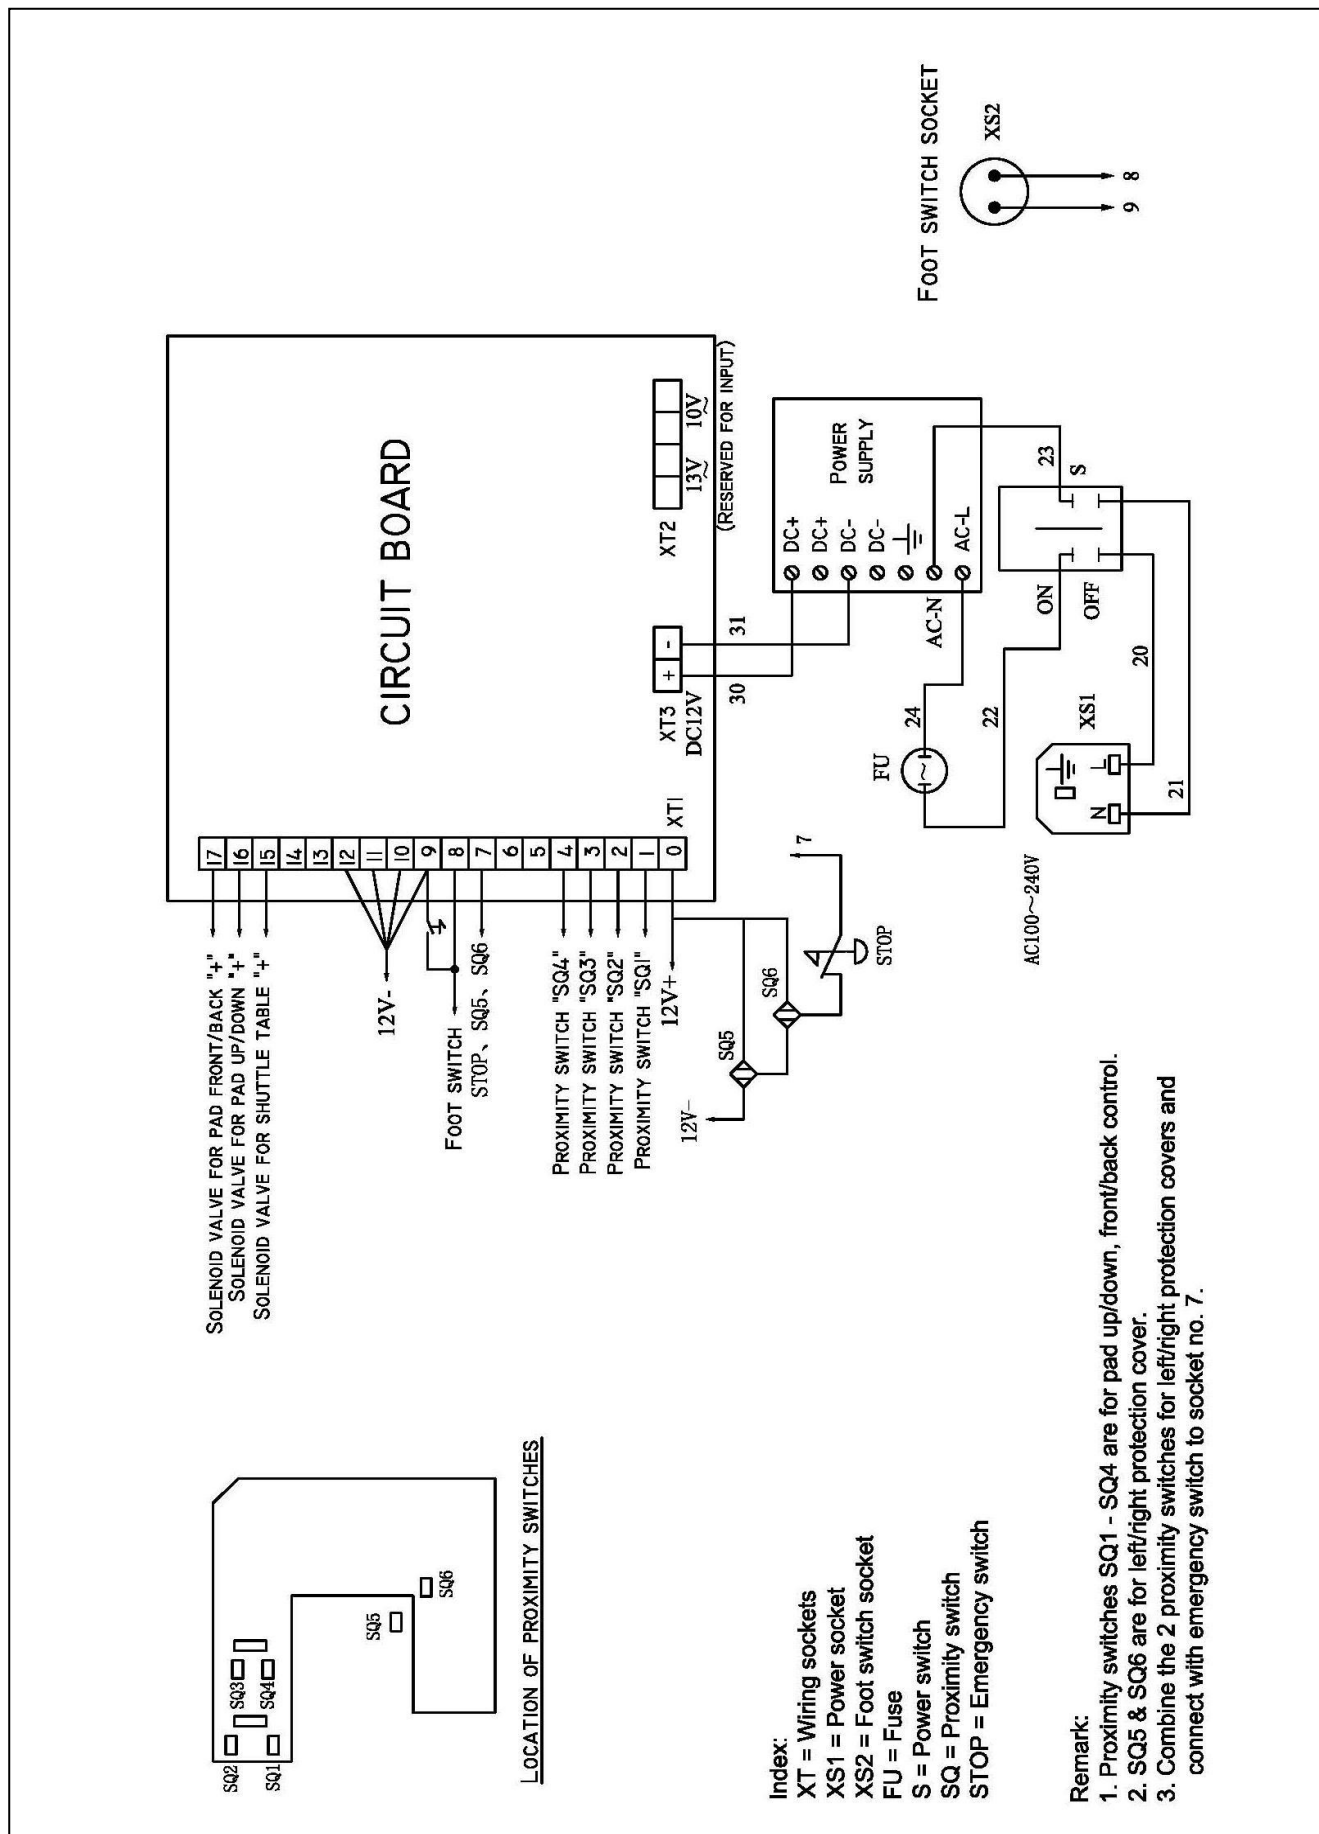 SOLENOID VALVE FOR PAD FRONT/BACK "+"
SOLENOID VALVE FOR PAD UP/DOWN "+"
SOLENOID VALVE FOR SHUTTLE TABLE "+"
12V-
FOOT SWITCH
STOP、SQ5、SQ6
PROXIMITY SWITCH "SQ4"
PROXIMITY SWITCH "SQ3"
PROXIMITY SWITCH "SQ2"
PROXIMITY SWITCH "SQ1"
12V+
17
16
15
14
13
12
11
10
9
8
7
6
5
4
3
2
1
0
XT1
CIRCUIT BOARD
XT3
+ -
DC12V
30
31
XT2
13V~
10V~
(RESERVED FOR INPUT)
FOOT SWITCH SOCKET
XS2
9
8
12V-
SQ5
SQ6
STOP
7
POWER
SUPPLY
DC+
DC+
DC-
DC-
AC-N
AC-L
FU
~
24
22
23
S
ON
OFF
20
21
XS1
N
L
AC100~240V
SQ2
SQ1
SQ3
SQ4
SQ5
SQ6
LOCATION OF PROXIMITY SWITCHES
Index:
XT = Wiring sockets
XS1 = Power socket
XS2 = Foot switch socket
FU = Fuse
S = Power switch
SQ = Proximity switch
STOP = Emergency switch
Remark:
1. Proximity switches SQ1 - SQ4 are for pad up/down, front/back control.
2. SQ5 & SQ6 are for left/right protection cover.
3. Combine the 2 proximity switches for left/right protection covers and
connect with emergency switch to socket no. 7.